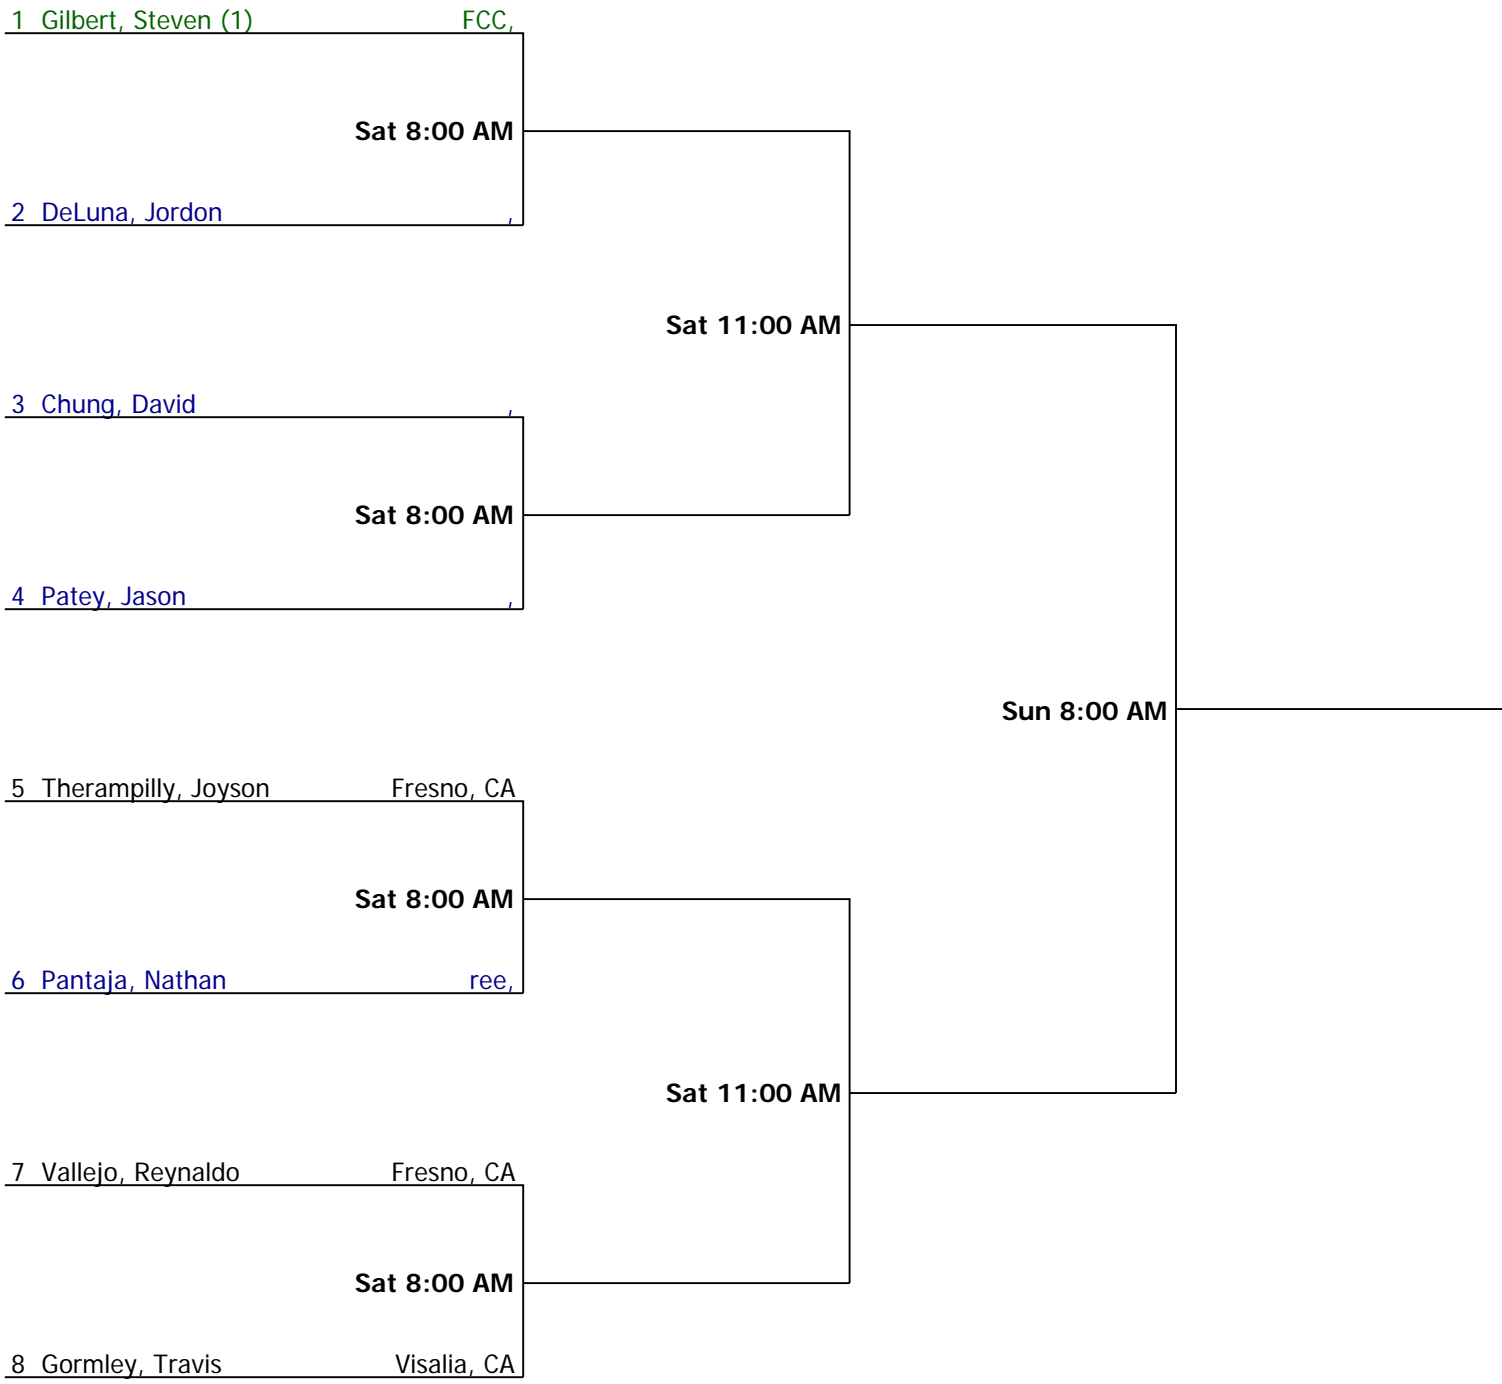 1 Gilbert, Steven (1) FCC,
Sat 8:00 AM
2 DeLuna, Jordon ,
Sat 11:00 AM
3 Chung, David ,
Sat 8:00 AM
4 Patey, Jason ,
Sun 8:00 AM
5 Therampilly, Joyson Fresno, CA
Sat 8:00 AM
6 Pantaja, Nathan ree,
Sat 11:00 AM
7 Vallejo, Reynaldo Fresno, CA
Sat 8:00 AM
8 Gormley, Travis Visalia, CA